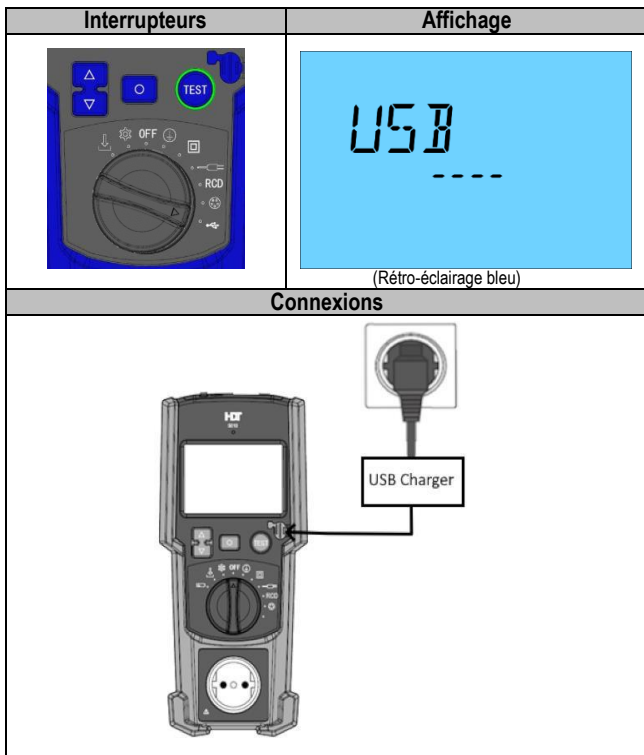 Interrupteurs
Affichage
TEST
OFF
RCD
USB
----
(Rétro-éclairage bleu)
Connexions
HT
USB Charger
TEST
OFF
RCD